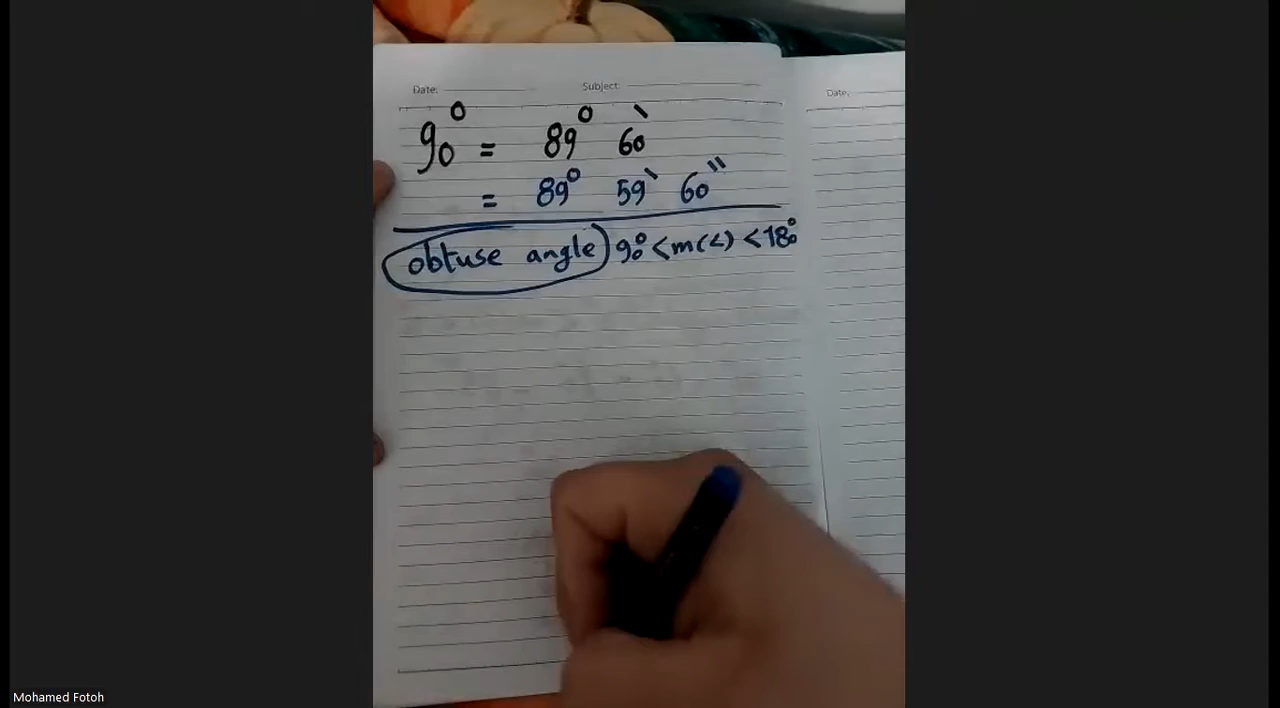 Date: Subject: Date:
90° = 89° 60`
= 89° 59` 60``
obtuse angle 90° < m(∠) < 180°
Mohamed Fotoh